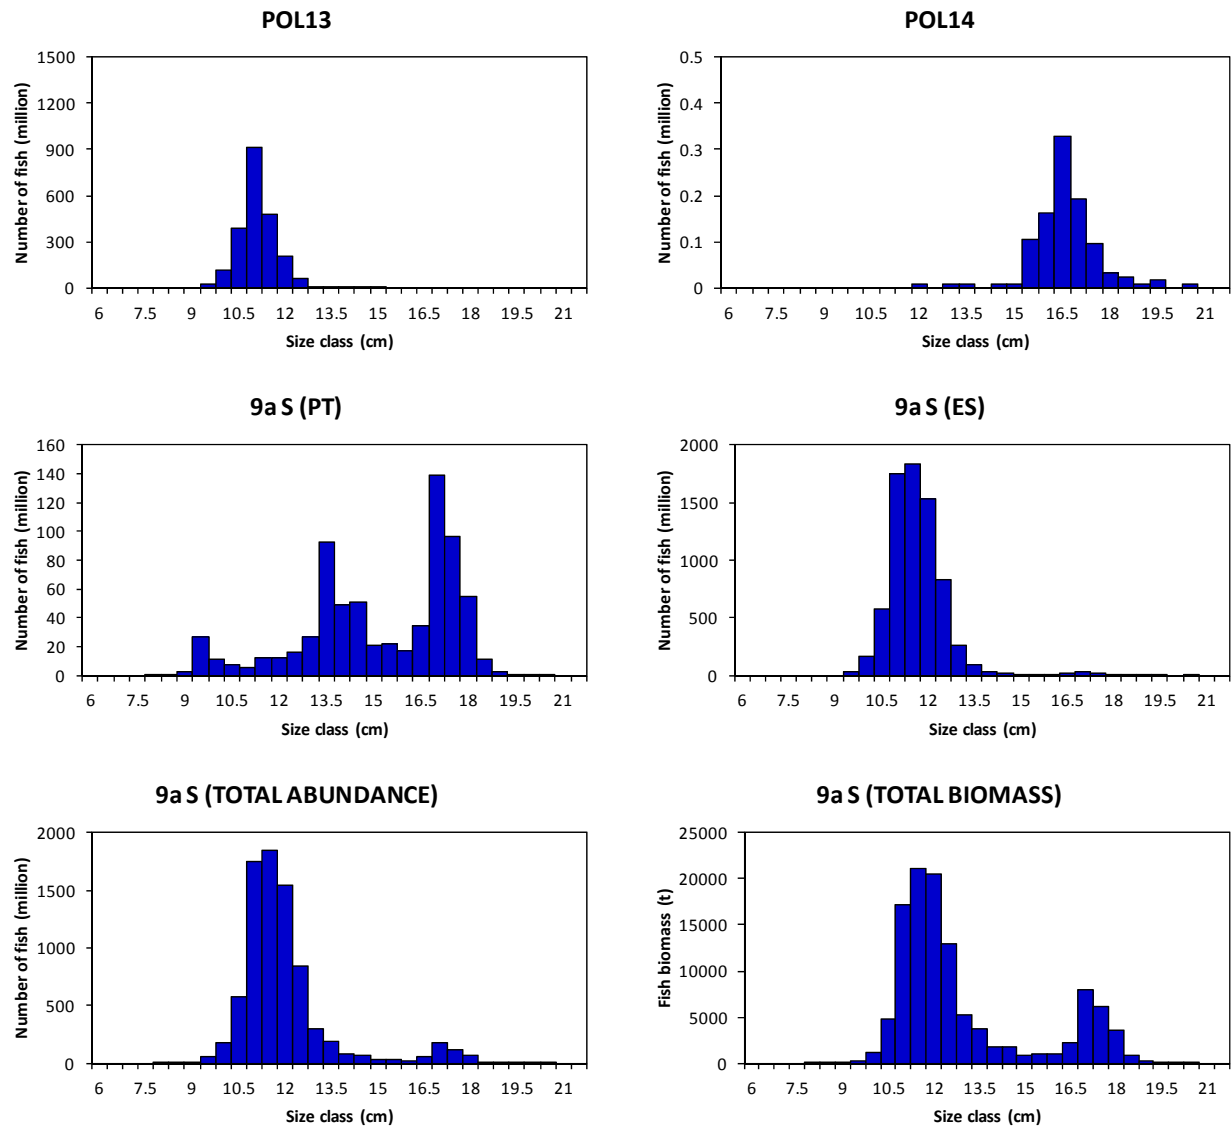 POL13
1500
1200
900
600
300
0
Number of fish (million)
6 7.5 9 10.5 12 13.5 15 16.5 18 19.5 21
Size class (cm)
POL14
0.5
0.4
0.3
0.2
0.1
0
Number of fish (million)
6 7.5 9 10.5 12 13.5 15 16.5 18 19.5 21
Size class (cm)
9a S (PT)
160
140
120
100
80
60
40
20
0
Number of fish (million)
6 7.5 9 10.5 12 13.5 15 16.5 18 19.5 21
Size class (cm)
9a S (ES)
2000
1500
1000
500
0
Number of fish (million)
6 7.5 9 10.5 12 13.5 15 16.5 18 19.5 21
Size class (cm)
9a S (TOTAL ABUNDANCE)
2000
1500
1000
500
0
Number of fish (million)
6 7.5 9 10.5 12 13.5 15 16.5 18 19.5 21
Size class (cm)
9a S (TOTAL BIOMASS)
25000
20000
15000
10000
5000
0
Fish biomass (t)
6 7.5 9 10.5 12 13.5 15 16.5 18 19.5 21
Size class (cm)